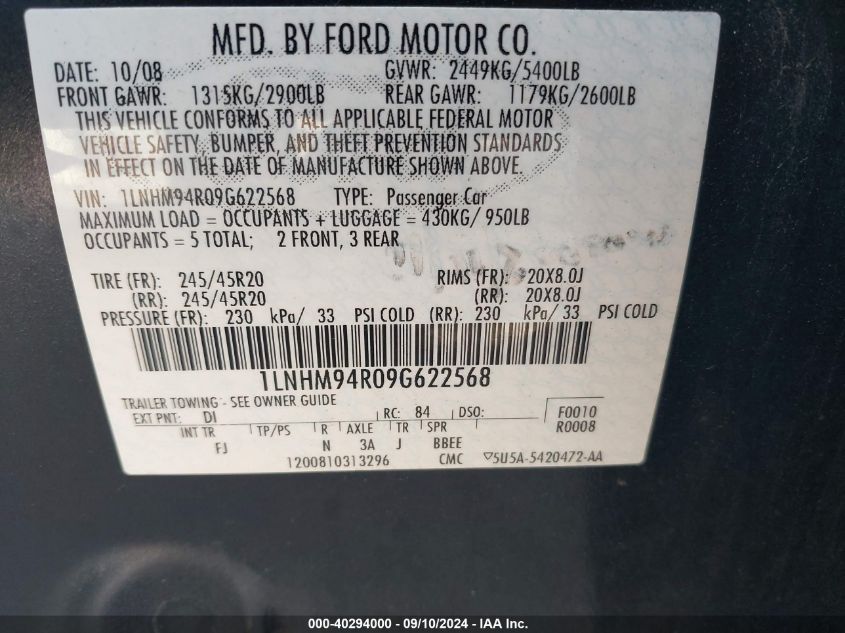 MFD. BY FORD MOTOR CO.
DATE: 10/08 GVWR: 2449KG/5400LB
FRONT GAWR: 1315KG/2900LB REAR GAWR: 1179KG/2600LB
THIS VEHICLE CONFORMS TO ALL APPLICABLE FEDERAL MOTOR
VEHICLE SAFETY, BUMPER, AND THEFT PREVENTION STANDARDS
IN EFFECT ON THE DATE OF MANUFACTURE SHOWN ABOVE.
VIN: 1LNHM94R09G622568 TYPE: Passenger Car
MAXIMUM LOAD = OCCUPANTS + LUGGAGE = 430KG/ 950LB
OCCUPANTS = 5 TOTAL; 2 FRONT, 3 REAR
TIRE (FR): 245/45R20 RIMS (FR): 20X8.0J
(RR): 245/45R20 (RR): 20X8.0J
PRESSURE (FR): 230 kPa/ 33 PSI COLD (RR): 230 kPa/ 33 PSI COLD
1LNHM94R09G622568
TRAILER TOWING - SEE OWNER GUIDE
EXT PNT: DI RC: 84 DSO: F0010
INT TR TP/PS R AXLE TR SPR R0008
FJ N 3A J BBEE
1200810313296 CMC ▽5U5A-5420472-AA
000-40294000 - 09/10/2024 - IAA Inc.